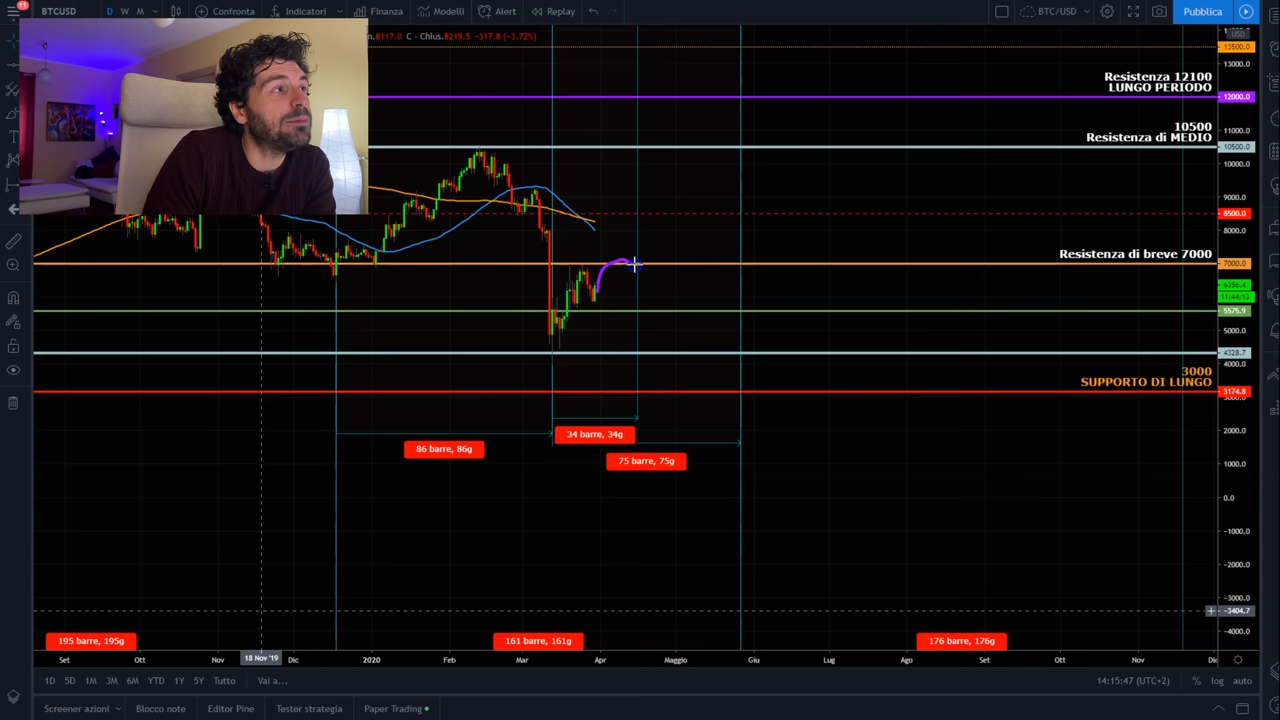 11
BTCUSD
D W M
Confronta
Indicatori
Finanza
Modelli
Alert
Replay
BTC/USD
Pubblica
8117.0 C - Chius.8219.5 -317.8 (-3.72%)
USD
13500.0
13000.0
Resistenza 12100
LUNGO PERIODO
12000.0
11000.0
10500
Resistenza di MEDIO
10500.0
10000.0
9000.0
8500.0
8000.0
Resistenza di breve 7000
7000.0
6356.4
11:44:13
5575.9
5000.0
4328.7
4000.0
3000
SUPPORTO DI LUNGO
3174.8
2000.0
1000.0
0.0
-1000.0
-2000.0
-3000.0
-3404.7
-4000.0
34 barre, 34g
86 barre, 86g
75 barre, 75g
195 barre, 195g
161 barre, 161g
176 barre, 176g
Set Ott Nov 18 Nov '19 Dic 2020 Feb Mar Apr Maggio Giu Lug Ago Set Ott Nov
1D 5D 1M 3M 6M YTD 1Y 5Y Tutto Vai a...
14:15:47 (UTC+2) % log auto
Screener azioni Blocco note Editor Pine Tester strategia Paper Trading